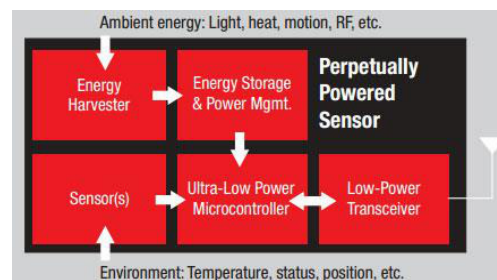 Ambient energy: Light, heat, motion, RF, etc.
Energy
Harvester
Energy Storage
& Power Mgmt.
Perpetually
Powered
Sensor
Sensor(s)
Ultra-Low Power
Microcontroller
Low-Power
Transceiver
Environment: Temperature, status, position, etc.